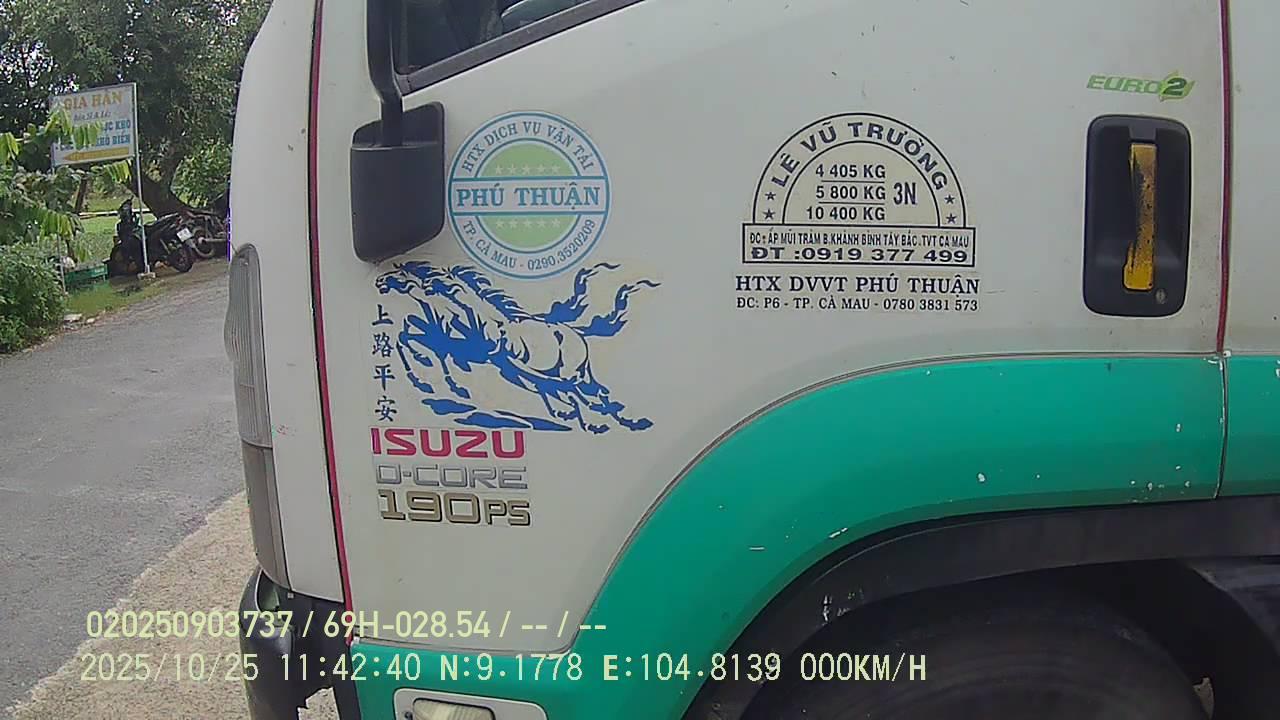 GIA HÂN
EURO2
HTX DỊCH VỤ VẬN TẢI
PHÚ THUẬN
TP. CÀ MAU - 0290.3520209
LÊ VŨ TRƯỜNG
4 405 KG
5 800 KG 3N
10 400 KG
ĐC: ẤP MŨI TRÀM B.KHÁNH BÌNH TÂY BẮC .TVT CÀ MAU
ĐT :0919 377 499
HTX DVVT PHÚ THUẬN
ĐC: P6 - TP. CÀ MAU - 0780 3831 573
上路平安
ISUZU
D-CORE
190PS
020250903737 / 69H-028.54 / -- / --
2025/10/25 11:42:40 N:9.1778 E:104.8139 000KM/H